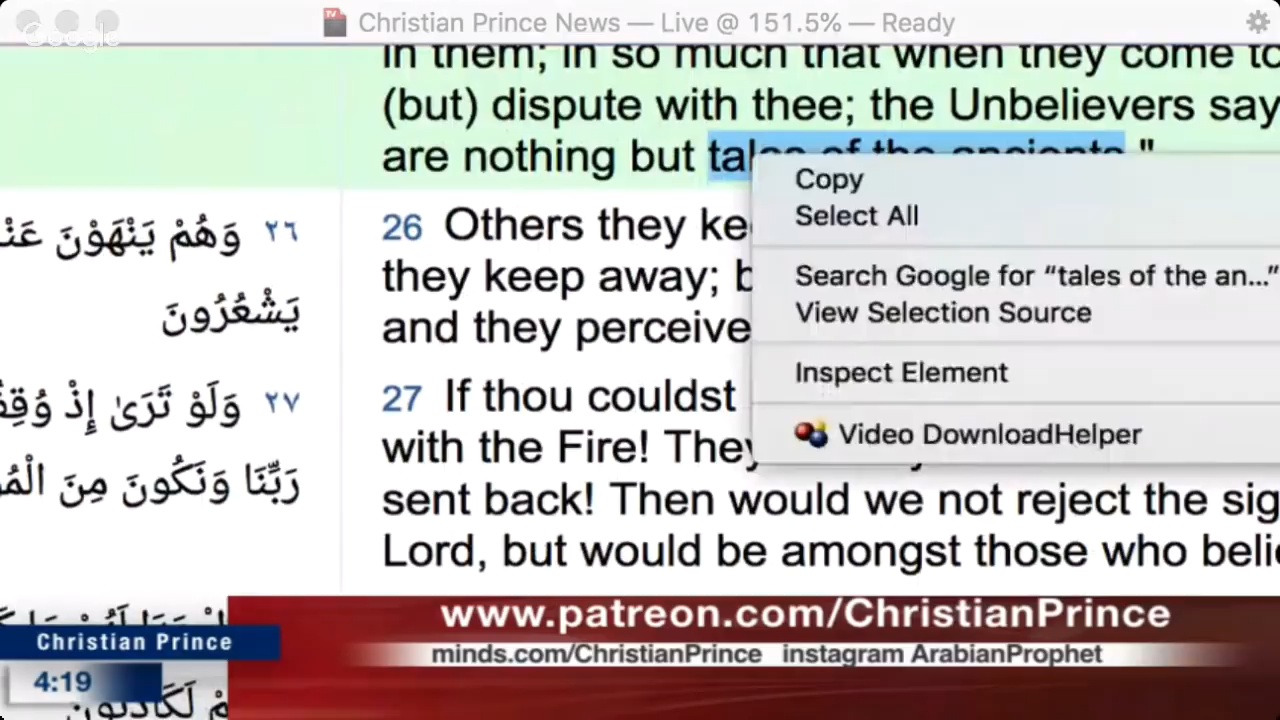 Christian Prince News — Live @ 151.5% — Ready
Google
in them; in so much that when they come to
(but) dispute with thee; the Unbelievers say
are nothing but tales of the ancients."
Copy
Select All
Search Google for “tales of the an...”
View Selection Source
Inspect Element
Video DownloadHelper
٢٦ وَهُمْ يَنْهَوْنَ
يَشْعُرُونَ
26 Others they
they keep away;
and they perceive
٢٧ وَلَوْ تَرَىٰ إِذْ
رَبِّنَا وَنَكُونَ مِنَ
27 If thou couldst
with the Fire! They
sent back! Then would we not reject the
Lord, but would be amongst those who
www.patreon.com/ChristianPrince
Christian Prince
minds.com/ChristianPrince instagram ArabianProphet
4:19